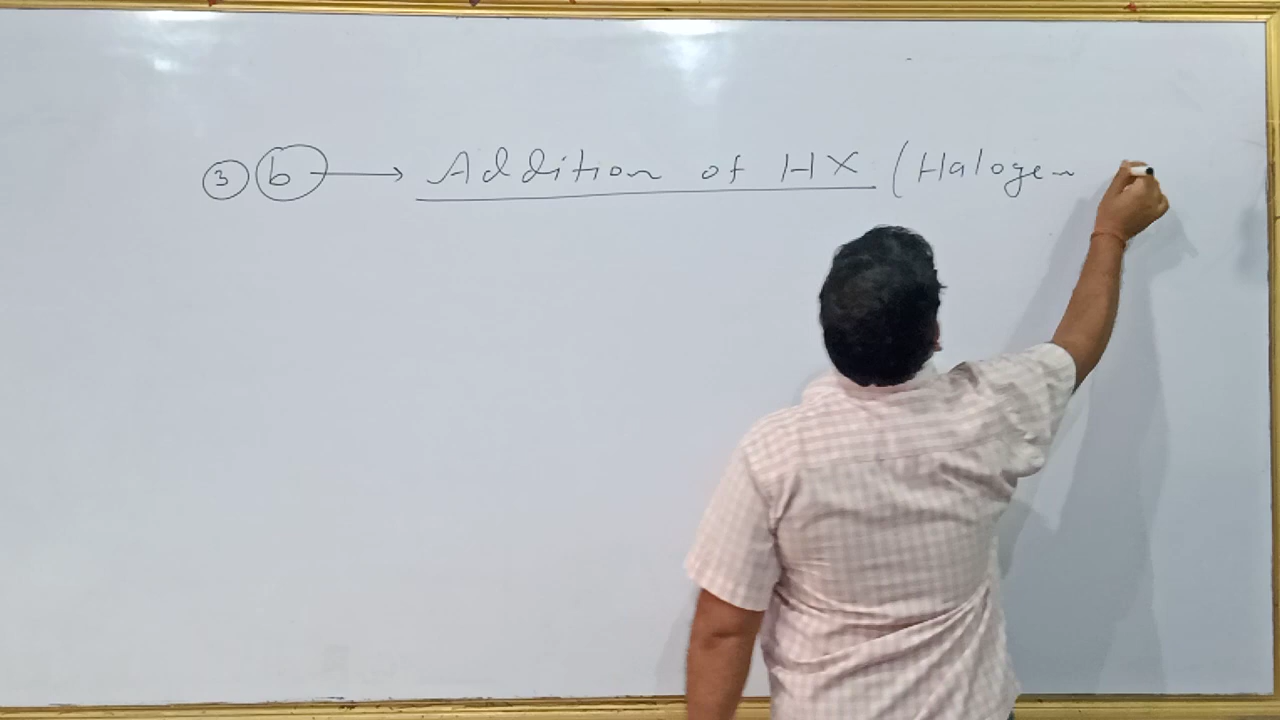 ③ ⓑ → Addition of HX (Halogen